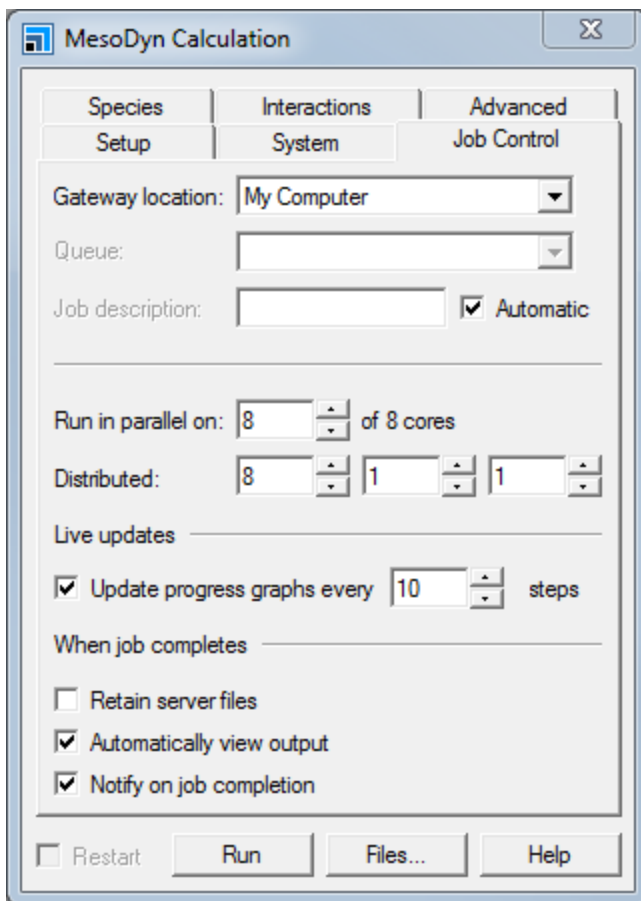 MesoDyn Calculation
Species Interactions Advanced
Setup System Job Control
Gateway location: My Computer
Queue:
Job description: Automatic
Run in parallel on: 8 of 8 cores
Distributed: 8 1 1
Live updates
Update progress graphs every 10 steps
When job completes
Retain server files
Automatically view output
Notify on job completion
Restart Run Files... Help